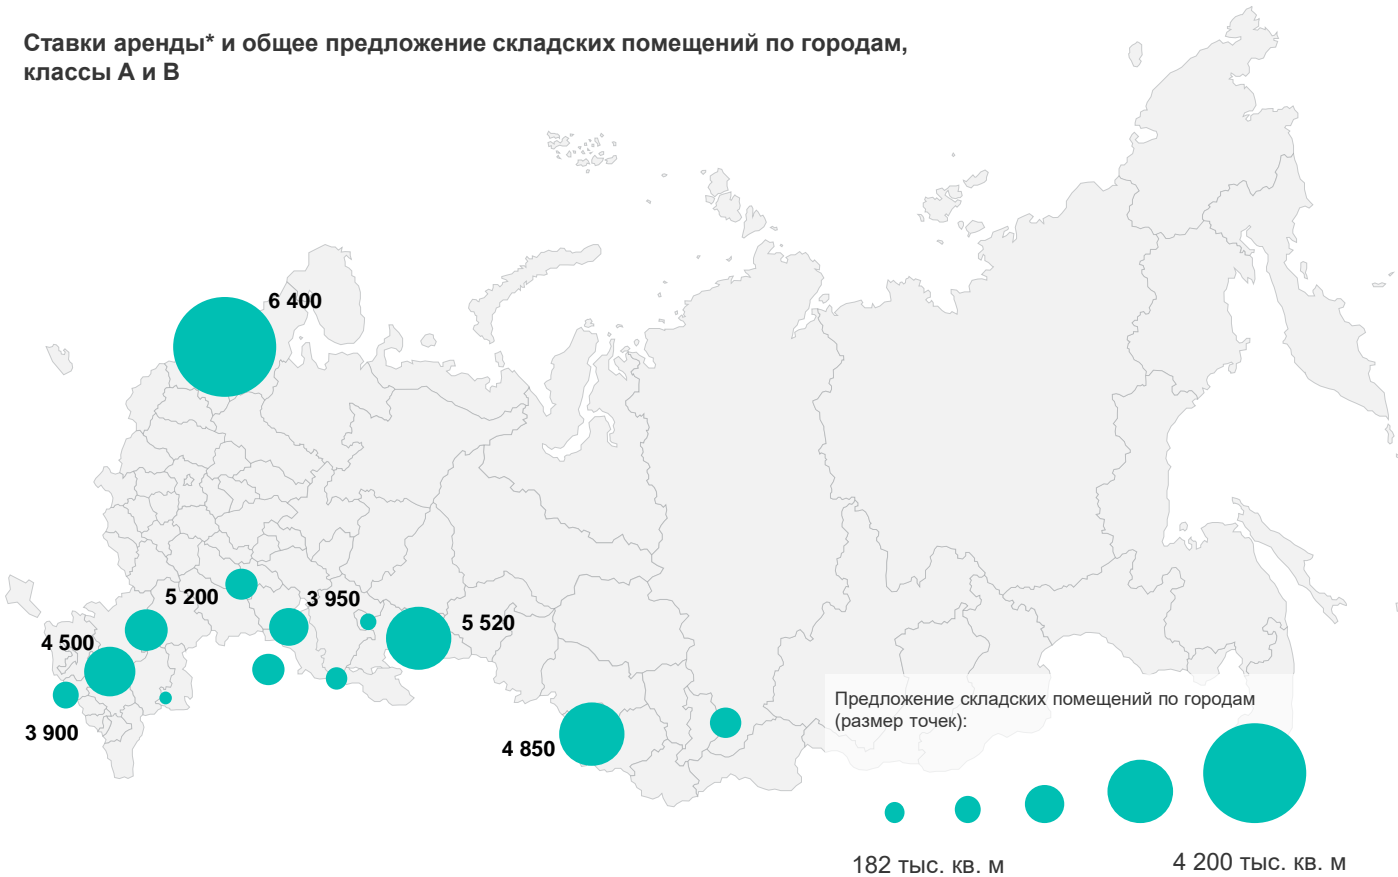 Ставки аренды* и общее предложение складских помещений по городам,
классы А и В
6 400
5 200
3 950
5 520
4 500
3 900
4 850
Предложение складских помещений по городам
(размер точек):
182 тыс. кв. м
4 200 тыс. кв. м